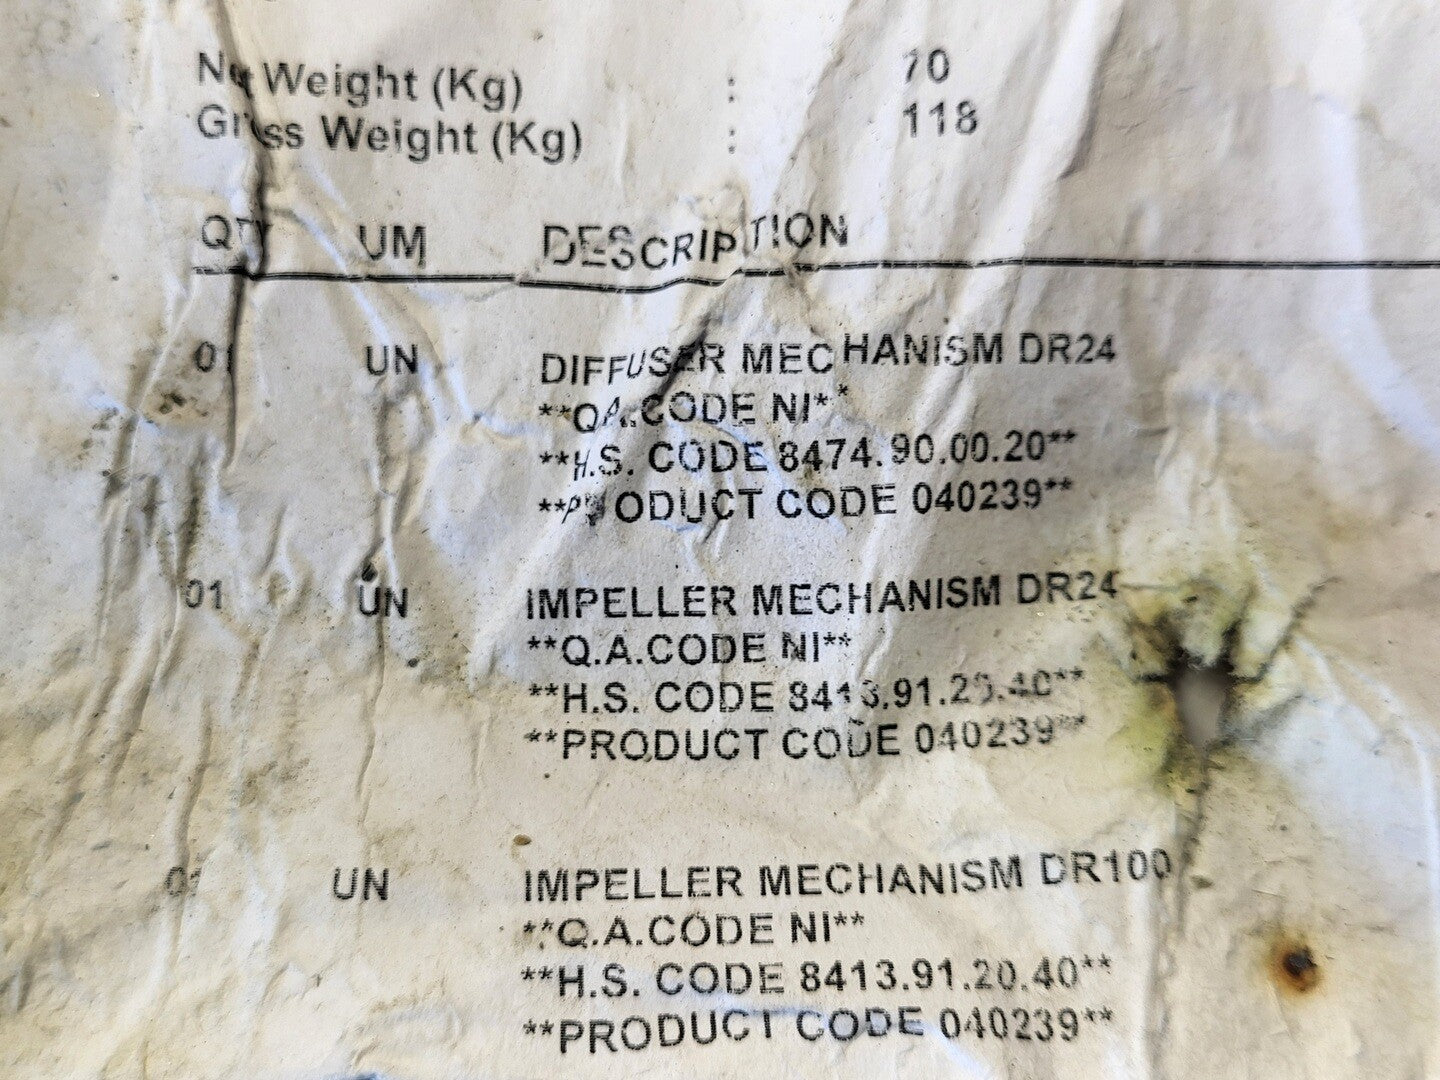 Net Weight (Kg) : 70
Gross Weight (Kg) : 118
QTY UM DESCRIPTION
01 UN DIFFUSER MECHANISM DR24
**Q.A.CODE NI**
**H.S. CODE 8474.90.00.20**
**PRODUCT CODE 040239**
01 UN IMPELLER MECHANISM DR24
**Q.A.CODE NI**
**H.S. CODE 8413.91.20.40**
**PRODUCT CODE 040239**
01 UN IMPELLER MECHANISM DR100
**Q.A.CODE NI**
**H.S. CODE 8413.91.20.40**
**PRODUCT CODE 040239**